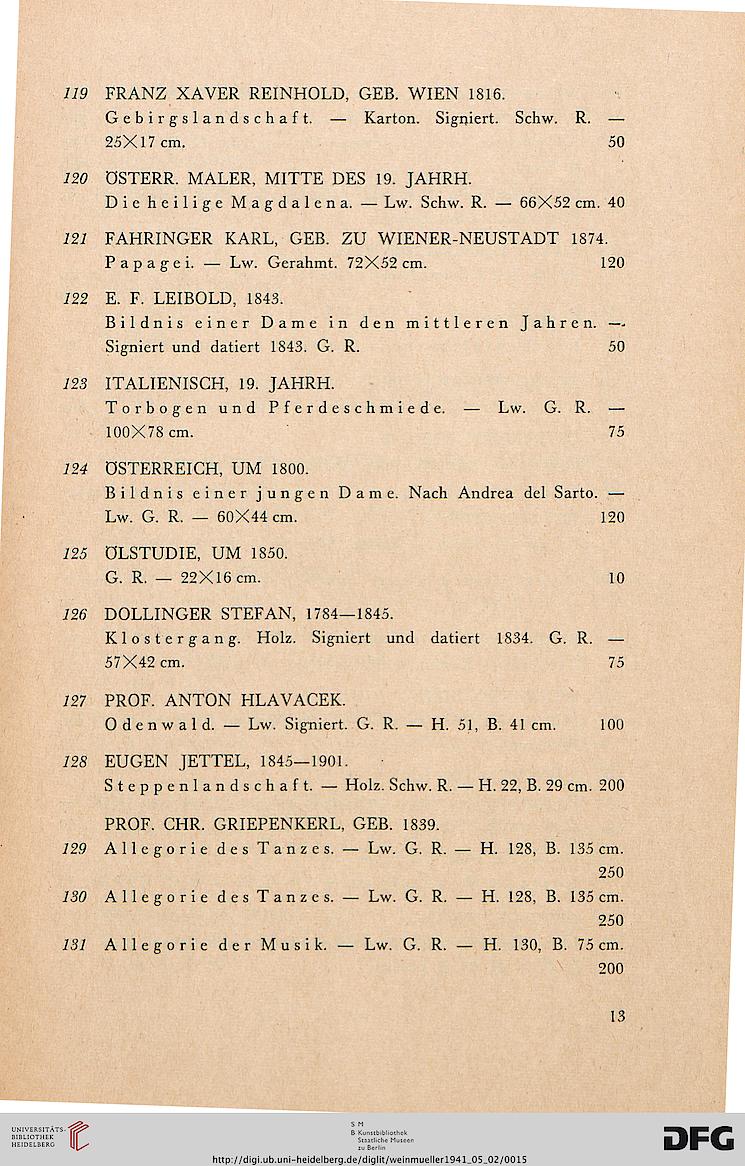 119 FRANZ XAVER REINHOLD, GEB. WIEN 1816.
Gebirgslandschaft. — Karton. Signiert. Schw. R. —
25×17 cm. 50
120 ÖSTERR. MALER, MITTE DES 19. JAHRH.
Die heilige Magdalena. — Lw. Schw. R. — 66×52 cm. 40
121 FAHRINGER KARL, GEB. ZU WIENER-NEUSTADT 1874.
Papagei. — Lw. Gerahmt. 72×52 cm. 120
122 E. F. LEIBOLD, 1843.
Bildnis einer Dame in den mittleren Jahren. —
Signiert und datiert 1843. G. R. 50
123 ITALIENISCH, 19. JAHRH.
Torbogen und Pferdeschmiede. — Lw. G. R. —
100×78 cm. 75
124 ÖSTERREICH, UM 1800.
Bildnis einer jungen Dame. Nach Andrea del Sarto. —
Lw. G. R. — 60×44 cm. 120
125 ÖLSTUDIE, UM 1850.
G. R. — 22×16 cm. 10
126 DOLLINGER STEFAN, 1784—1845.
Klostergang. Holz. Signiert und datiert 1834. G. R. —
57×42 cm. 75
127 PROF. ANTON HLAVACEK.
Odenwald. — Lw. Signiert. G. R. — H. 51, B. 41 cm. 100
128 EUGEN JETTEL, 1845—1901.
Steppenlandschaft. — Holz. Schw. R. — H. 22, B. 29 cm. 200
PROF. CHR. GRIEPENKERL, GEB. 1839.
129 Allegorie des Tanzes. — Lw. G. R. — H. 128, B. 135 cm.
250
130 Allegorie des Tanzes. — Lw. G. R. — H. 128, B. 135 cm.
250
131 Allegorie der Musik. — Lw. G. R. — H. 130, B. 75 cm.
200
13
UNIVERSITÄTS-
BIBLIOTHEK
HEIDELBERG
S M
B Kunstbibliothek
Staatliche Museen
zu Berlin
DFG
http://digi.ub.uni-heidelberg.de/diglit/weinmueller1941_05_02/0015